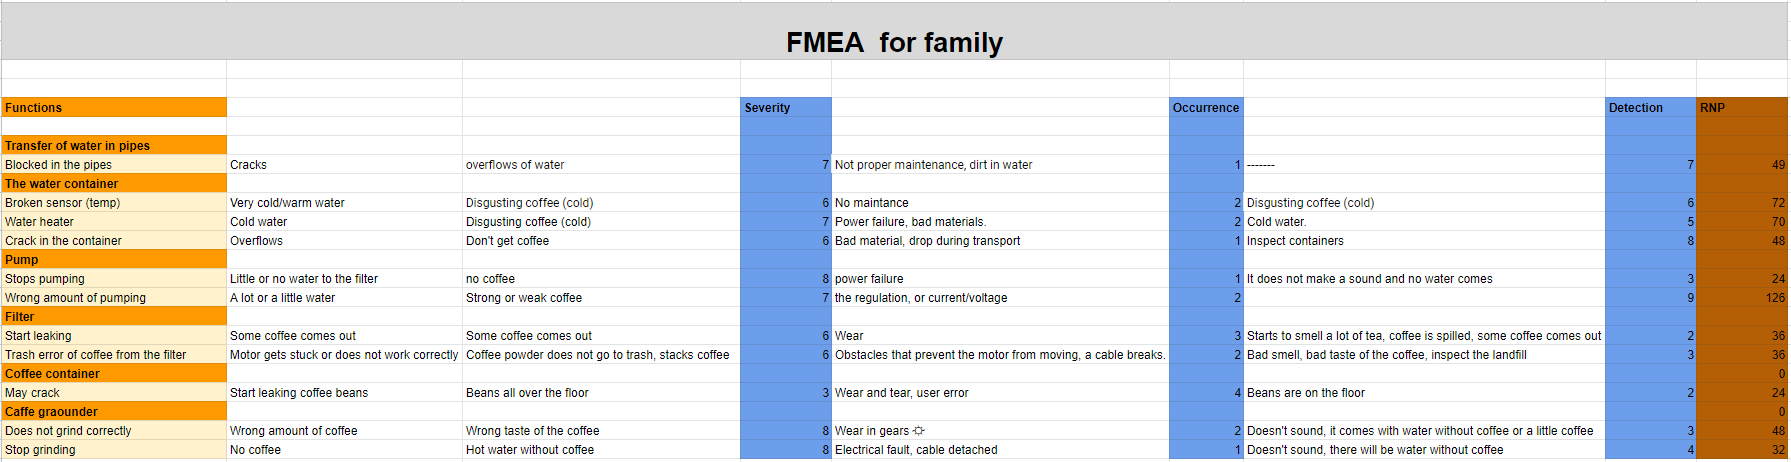 FMEA  for family
Functions Severity Occurrence Detection RNP
Transfer of water in pipes
Blocked in the pipes Cracks overflows of water 7 Not proper maintenance, dirt in water 1 ------- 7 49
The water container
Broken sensor (temp) Very cold/warm water Disgusting coffee (cold) 6 No maintance 2 Disgusting coffee (cold) 6 72
Water heater Cold water Disgusting coffee (cold) 7 Power failure, bad materials. 2 Cold water. 5 70
Crack in the container Overflows Don't get coffee 6 Bad material, drop during transport 1 Inspect containers 8 48
Pump
Stops pumping Little or no water to the filter no coffee 8 power failure 1 It does not make a sound and no water comes 3 24
Wrong amount of pumping A lot or a little water Strong or weak coffee 7 the regulation, or current/voltage 2 9 126
Filter
Start leaking Some coffee comes out Some coffee comes out 6 Wear 3 Starts to smell a lot of tea, coffee is spilled, some coffee comes out 2 36
Trash error of coffee from the filter Motor gets stuck or does not work correctly Coffee powder does not go to trash, stacks coffee 6 Obstacles that prevent the motor from moving, a cable breaks. 2 Bad smell, bad taste of the coffee, inspect the landfill 3 36
Coffee container 0
May crack Start leaking coffee beans Beans all over the floor 3 Wear and tear, user error 4 Beans are on the floor 2 24
Caffe graounder 0
Does not grind correctly Wrong amount of coffee Wrong taste of the coffee 8 Wear in gears ⛭ 2 Doesn't sound, it comes with water without coffee or a little coffee 3 48
Stop grinding No coffee Hot water without coffee 8 Electrical fault, cable detached 1 Doesn't sound, there will be water without coffee 4 32